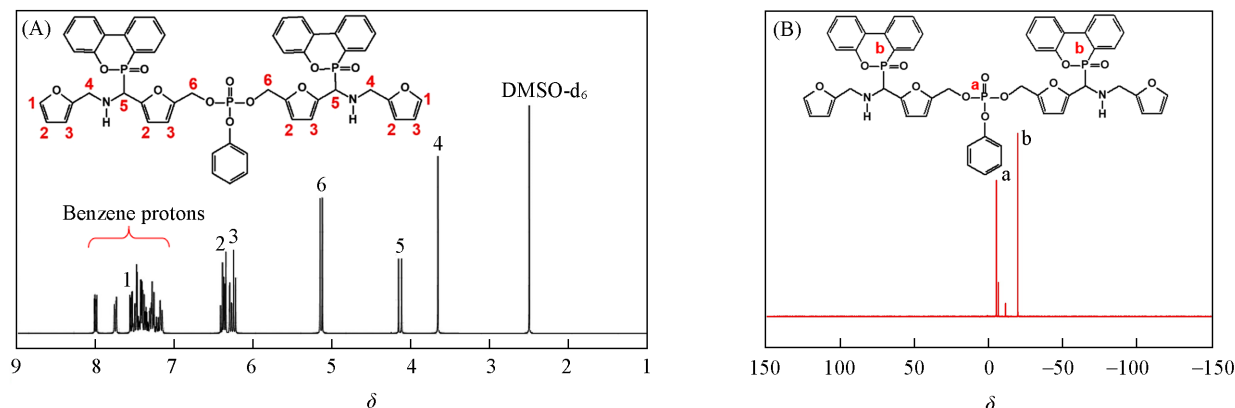 (A)
O P O
O P O
4 6 O 6 4
O N 5 O O P O O 5 N O
1 H O H 1
2 3 2 3 2 3 2 3
DMSO-d6
Benzene protons
1 2 3 6 5 4
9 8 7 6 5 4 3 2 1
δ
(B)
b b
O P O
O P O
O
O N O O P O O N O
H a O H
a b
150 100 50 0 −50 −100 −150
δ